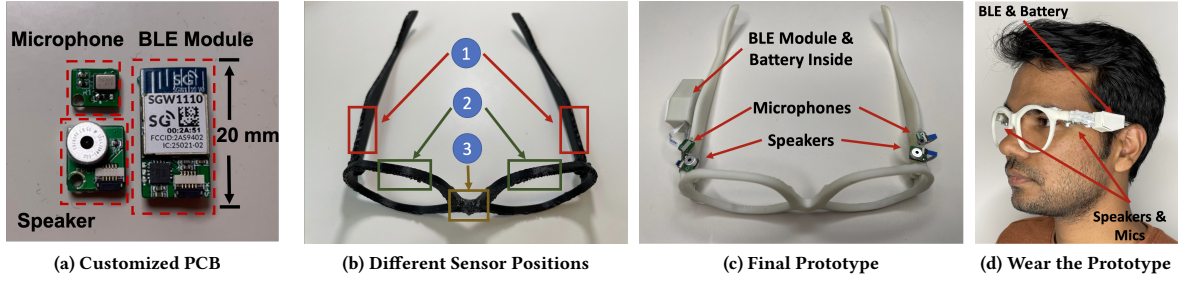 Microphone
BLE Module
SG
SGW1110
SG
00:2A:51
FCCID:2AS9402
IC:25021-02
20 mm
Speaker
(a) Customized PCB
1
2
3
(b) Different Sensor Positions
BLE Module &
Battery Inside
Microphones
Speakers
(c) Final Prototype
BLE & Battery
Speakers &
Mics
(d) Wear the Prototype